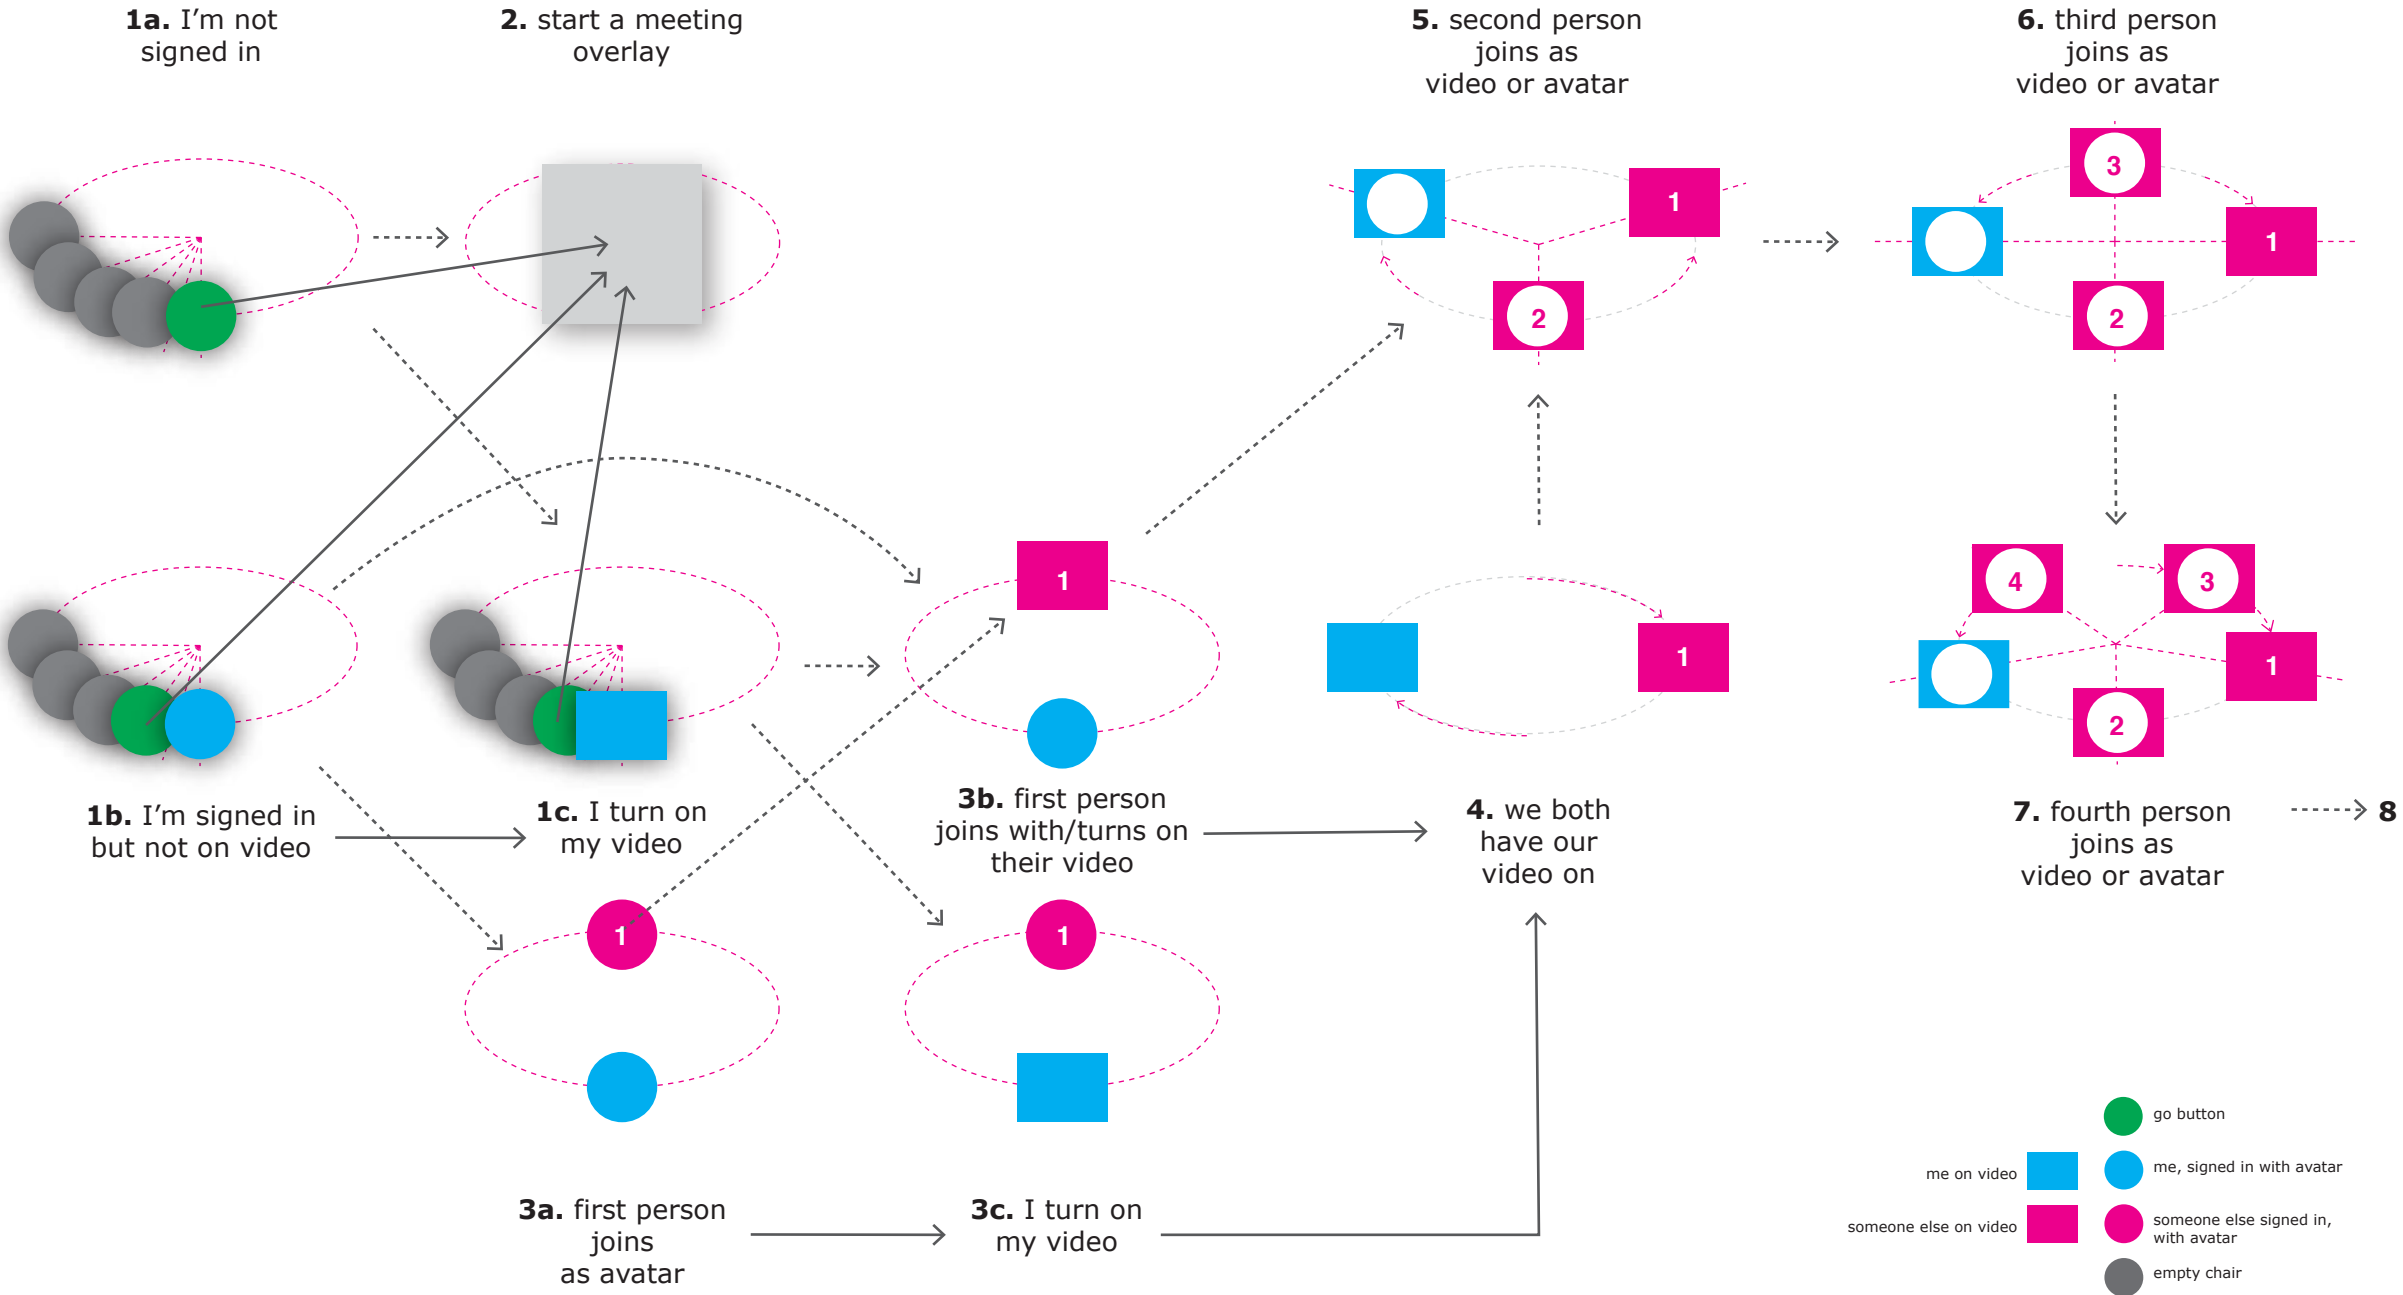 1a. I’m not
signed in
2. start a meeting
overlay
5. second person
joins as
video or avatar
6. third person
joins as
video or avatar
1
2
3
1
2
1
1
4
3
1
2
1b. I’m signed in
but not on video
1c. I turn on
my video
3b. first person
joins with/turns on
their video
4. we both
have our
video on
7. fourth person
joins as
video or avatar
8
1
1
3a. first person
joins
as avatar
3c. I turn on
my video
go button
me on video
me, signed in with avatar
someone else on video
someone else signed in,
with avatar
empty chair